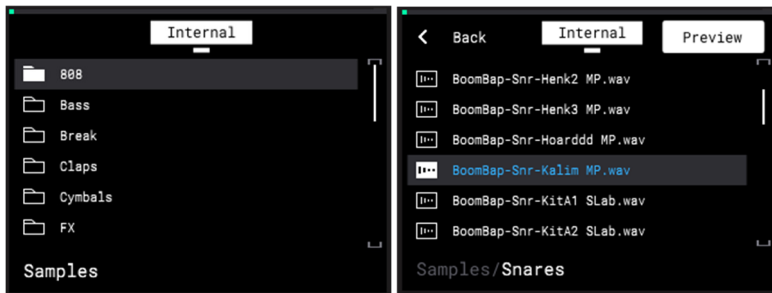 Internal
808
Bass
Break
Claps
Cymbals
FX
Samples
Back Internal Preview
BoomBap-Snr-Henk2 MP.wav
BoomBap-Snr-Henk3 MP.wav
BoomBap-Snr-Hoarddd MP.wav
BoomBap-Snr-Kalim MP.wav
BoomBap-Snr-KitA1 SLab.wav
BoomBap-Snr-KitA2 SLab.wav
Samples/Snares